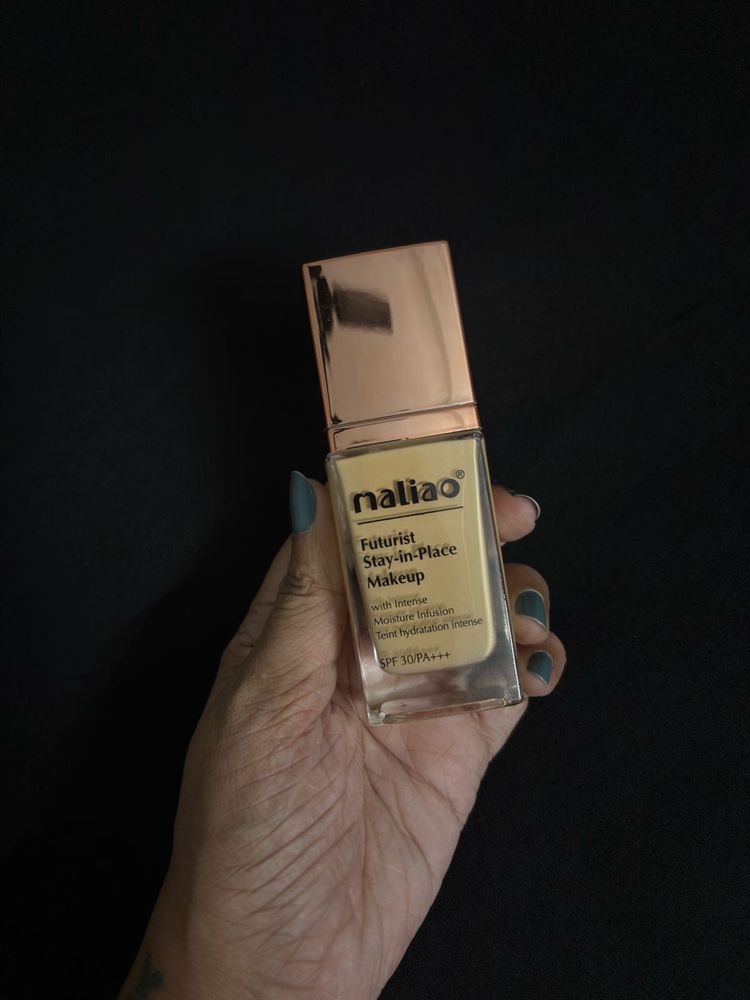 maliao®
Futurist
Stay-in-Place
Makeup
with Intense
Moisture Infusion
Teint hydratation intense
SPF 30/PA+++